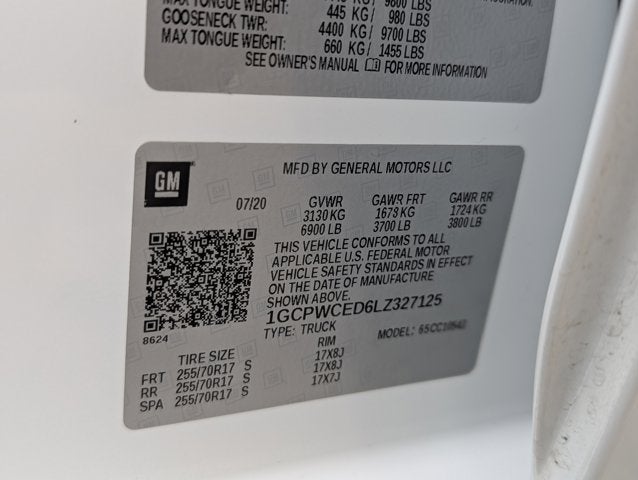 MAX TONGUE WEIGHT: 445 KG / 980 LBS
GOOSENECK TWR: 4400 KG / 9700 LBS
MAX TONGUE WEIGHT: 660 KG / 1455 LBS
SEE OWNER'S MANUAL FOR MORE INFORMATION
GM
MFD BY GENERAL MOTORS LLC
07/20 GVWR GAWR FRT GAWR RR
3130 KG 1678 KG 1724 KG
6900 LB 3700 LB 3800 LB
THIS VEHICLE CONFORMS TO ALL
APPLICABLE U.S. FEDERAL MOTOR
VEHICLE SAFETY STANDARDS IN EFFECT
ON THE DATE OF MANUFACTURE
SHOWN ABOVE.
8624
1GCPWCED6LZ327125
TYPE: TRUCK MODEL:
TIRE SIZE RIM
FRT 255/70R17 S 17X8J
RR 255/70R17 S 17X8J
SPA 255/70R17 S 17X7J